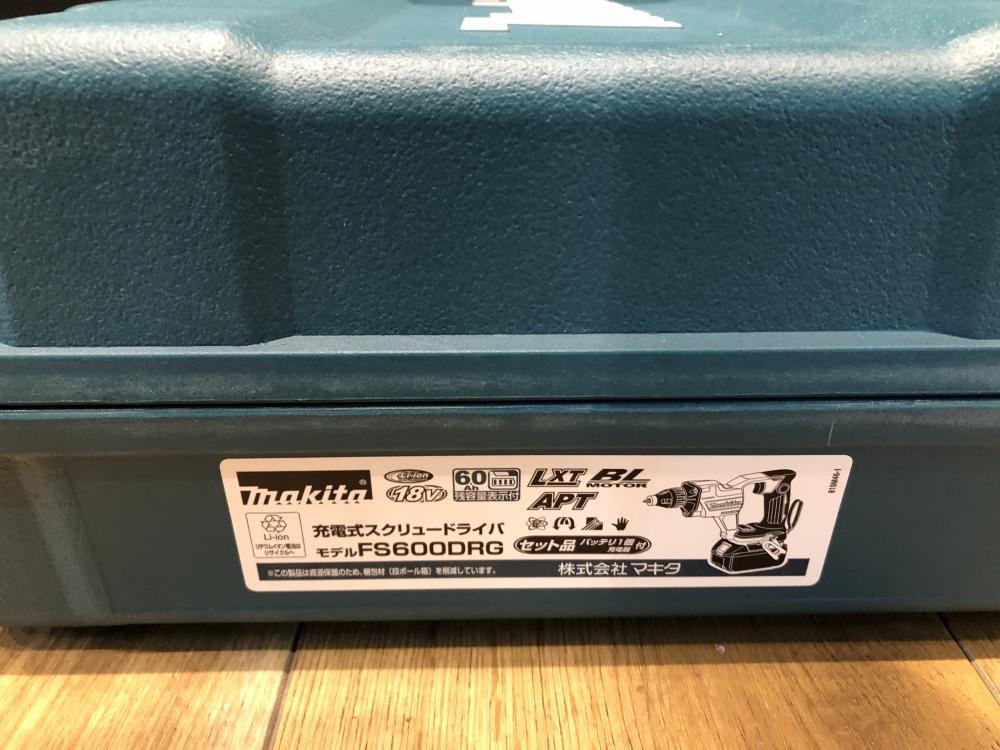 makita
Li-ion
18V
60
Ah
残容量表示付
LXT BL
MOTOR
APT
Li-ion
リチウムイオン電池は
リサイクルへ
充電式スクリュードライバ
モデルFS600DRG
セット品 バッテリ1個
充電器 付
※この製品は資源保護のため、梱包材(段ボール箱)を削減しています。
株式会社マキタ
819M46-1